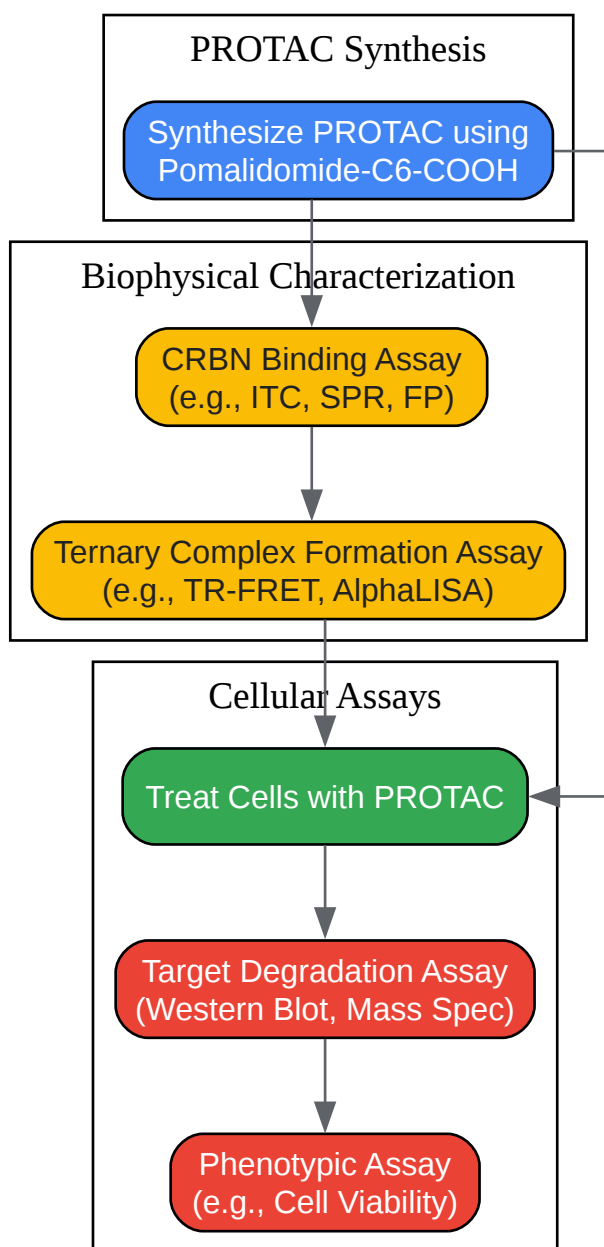 PROTAC Synthesis
Synthesize PROTAC using
Pomalidomide-C6-COOH
Biophysical Characterization
CRBN Binding Assay
(e.g., ITC, SPR, FP)
Ternary Complex Formation Assay
(e.g., TR-FRET, AlphaLISA)
Cellular Assays
Treat Cells with PROTAC
Target Degradation Assay
(Western Blot, Mass Spec)
Phenotypic Assay
(e.g., Cell Viability)